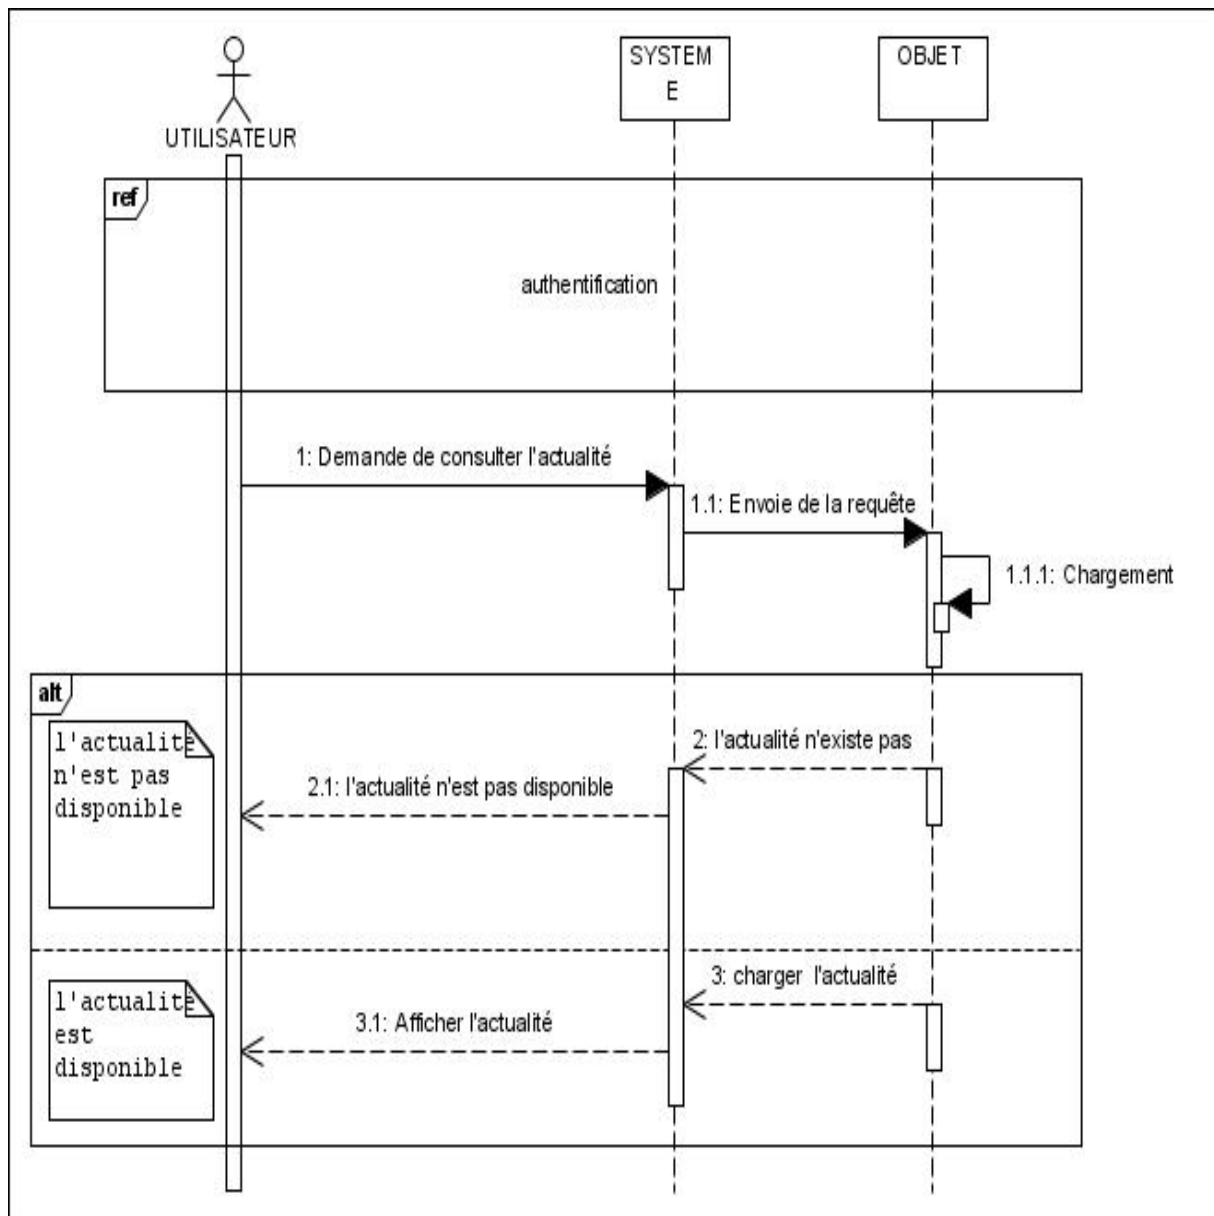 UTILISATEUR
SYSTEM
E
OBJET
ref
authentification
1: Demande de consulter l'actualité
1.1: Envoie de la requête
1.1.1: Chargement
alt
l'actualité
n'est pas
disponible
2: l'actualité n'existe pas
2.1: l'actualité n'est pas disponible
l'actualité
est
disponible
3: charger l'actualité
3.1: Afficher l'actualité